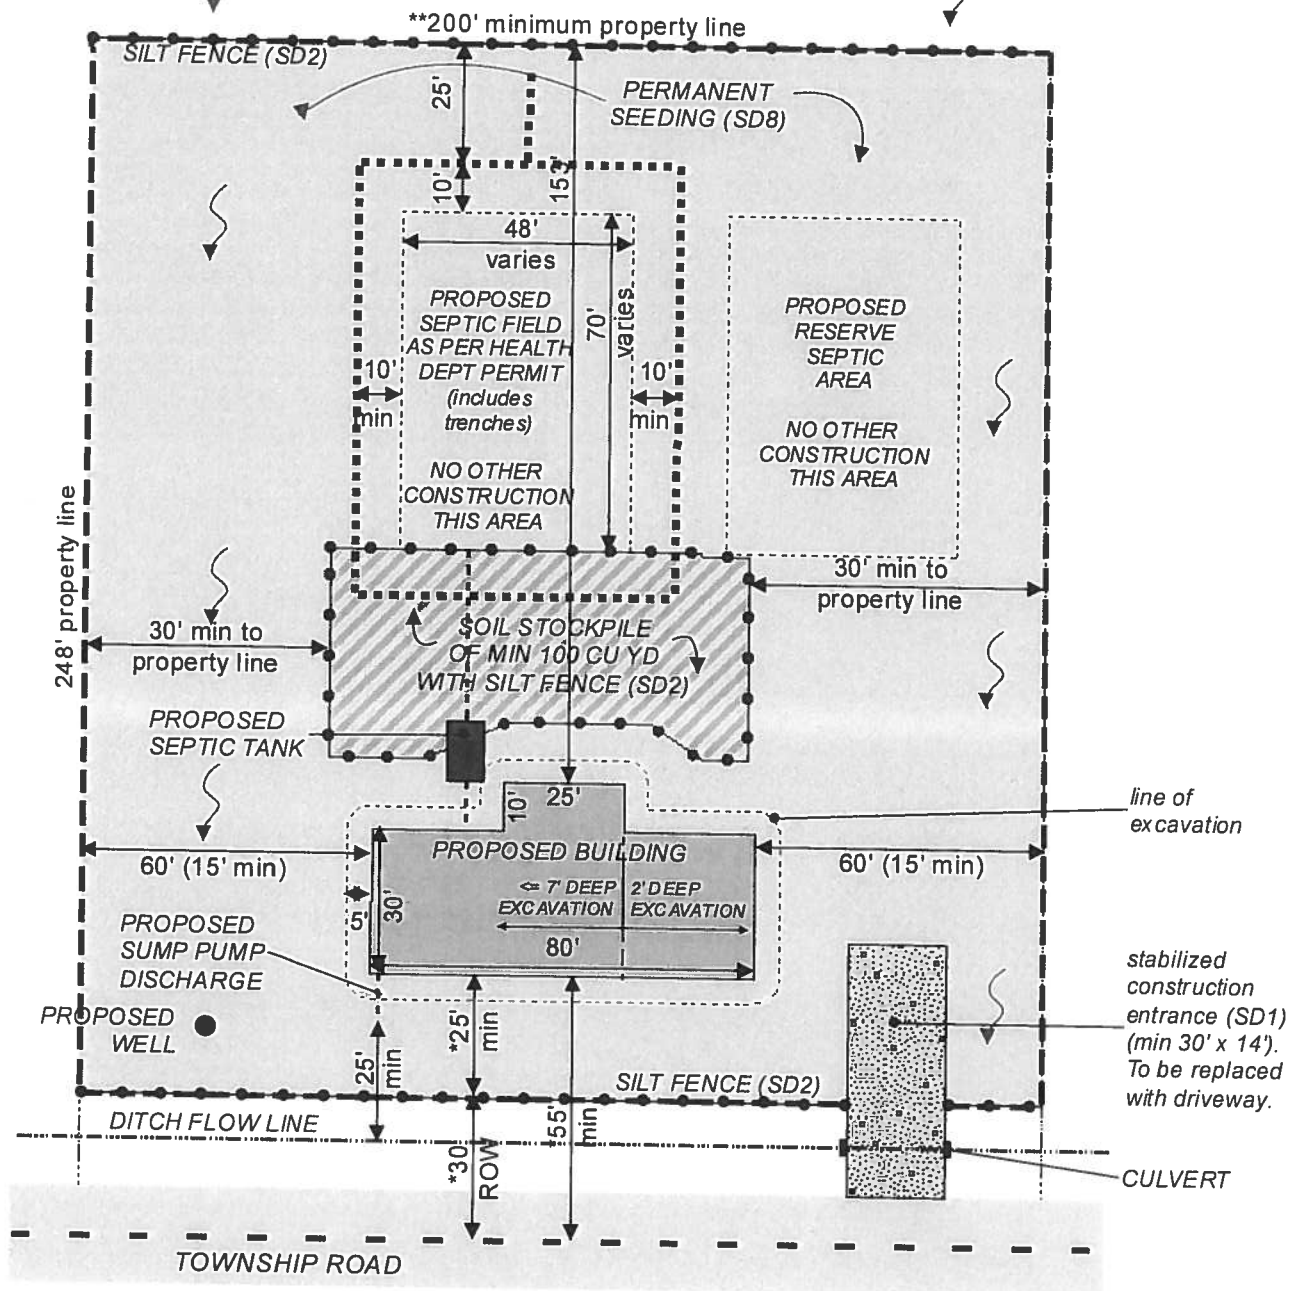 **200' minimum property line
SILT FENCE (SD2)
25'
PERMANENT
SEEDING (SD8)
10'
153'
48'
varies
70'
varies
PROPOSED
SEPTIC FIELD
AS PER HEALTH
DEPT PERMIT
(includes
trenches)
NO OTHER
CONSTRUCTION
THIS AREA
10'
min
10'
min
PROPOSED
RESERVE
SEPTIC
AREA
NO OTHER
CONSTRUCTION
THIS AREA
248' property line
30' min to
property line
30' min to
property line
SOIL STOCKPILE
OF MIN 100 CU YD
WITH SILT FENCE (SD2)
PROPOSED
SEPTIC TANK
10'
25'
line of
excavation
PROPOSED BUILDING
60' (15' min)
60' (15' min)
<= 7' DEEP
EXCAVATION
2' DEEP
EXCAVATION
5'
30'
80'
PROPOSED
SUMP PUMP
DISCHARGE
PROPOSED
WELL
*25'
min
25'
min
stabilized
construction
entrance (SD1)
(min 30' x 14').
To be replaced
with driveway.
SILT FENCE (SD2)
DITCH FLOW LINE
*30
ROW
*55'
min
CULVERT
TOWNSHIP ROAD